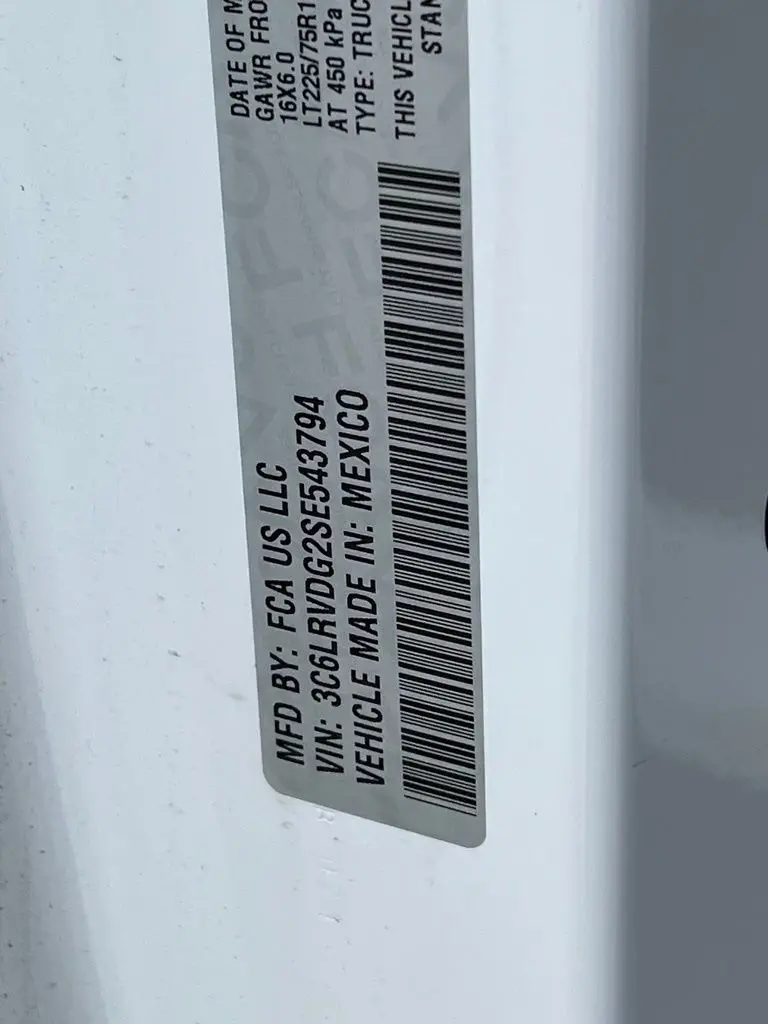 MFD BY: FCA US LLC
VIN: 3C6LRVDG2SE543794
VEHICLE MADE IN: MEXICO
DATE OF M
GAWR FRO
16X6.0
LT225/75R1
AT 450 kPa
TYPE: TRUC
THIS VEHICL
STAN